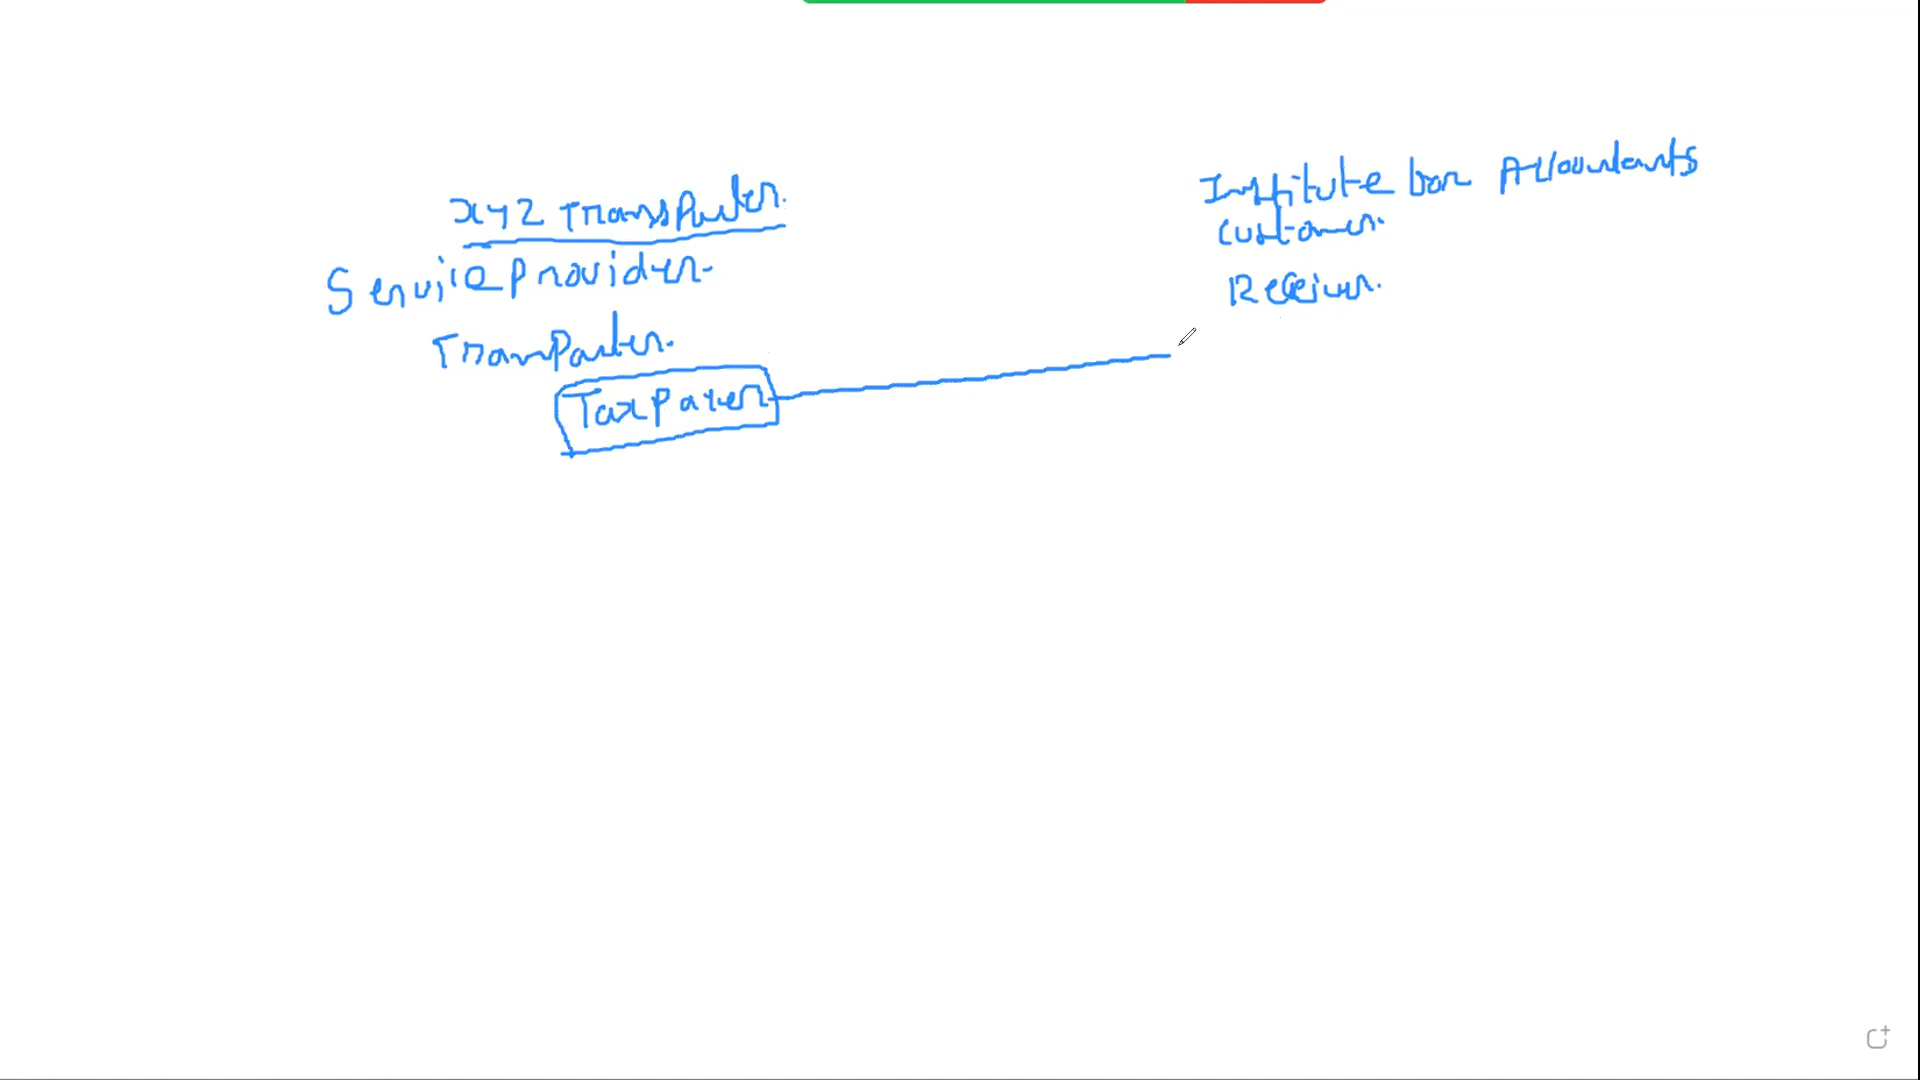 XYZ Transporter.
Service Provider
Transporter.
Taxpayer
Institute for Accountants
Customer.
Receiver.